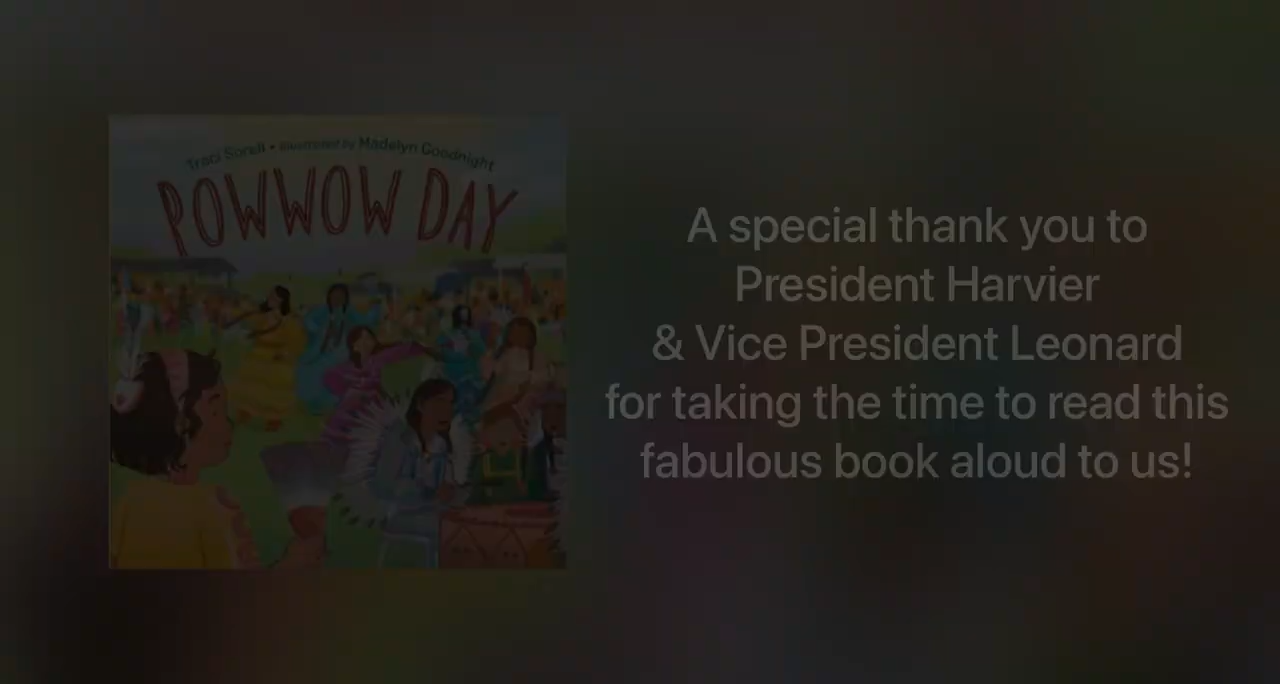 Traci Sorell • Illustrated by Madelyn Goodnight
POWWOW DAY
A special thank you to
President Harvier
& Vice President Leonard
for taking the time to read this
fabulous book aloud to us!